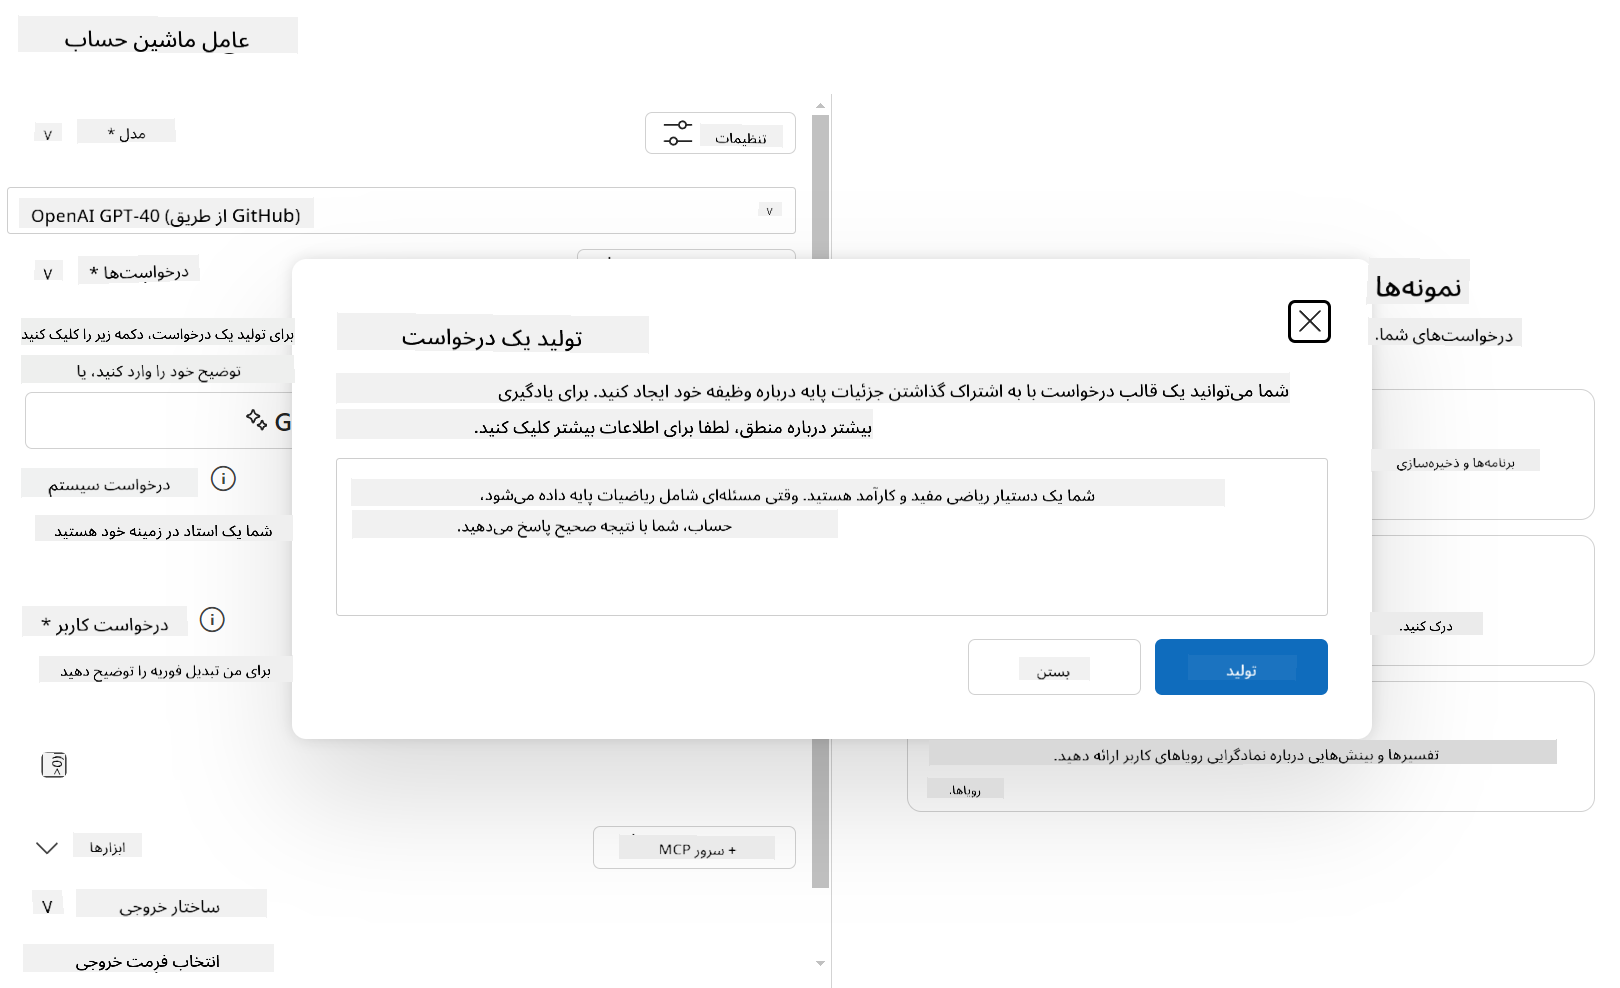 عامل ماشین حساب
مدل *
تنظیمات
OpenAI GPT-40 (از طریق GitHub)
درخواست‌ها *
برای تولید یک درخواست، دکمه زیر را کلیک کنید
توضیح خود را وارد کنید، یا
G
درخواست سیستم
شما یک استاد در زمینه خود هستید
درخواست کاربر *
برای من تبدیل فوریه را توضیح دهید
ابزارها
+ سرور MCP
ساختار خروجی
انتخاب فرمت خروجی
تولید یک درخواست
شما می‌توانید یک قالب درخواست با به اشتراک گذاشتن جزئیات پایه درباره وظیفه خود ایجاد کنید. برای یادگیری
بیشتر درباره منطق، لطفا برای اطلاعات بیشتر کلیک کنید.
شما یک دستیار ریاضی مفید و کارآمد هستید. وقتی مسئله‌ای شامل ریاضیات پایه داده می‌شود،
حساب، شما با نتیجه صحیح پاسخ می‌دهید.
بستن
تولید
نمونه‌ها
درخواست‌های شما.
برنامه‌ها و ذخیره‌سازی
درک کنید.
تفسیرها و بینش‌هایی درباره نمادگرایی رویاهای کاربر ارائه دهید.
رویاها.